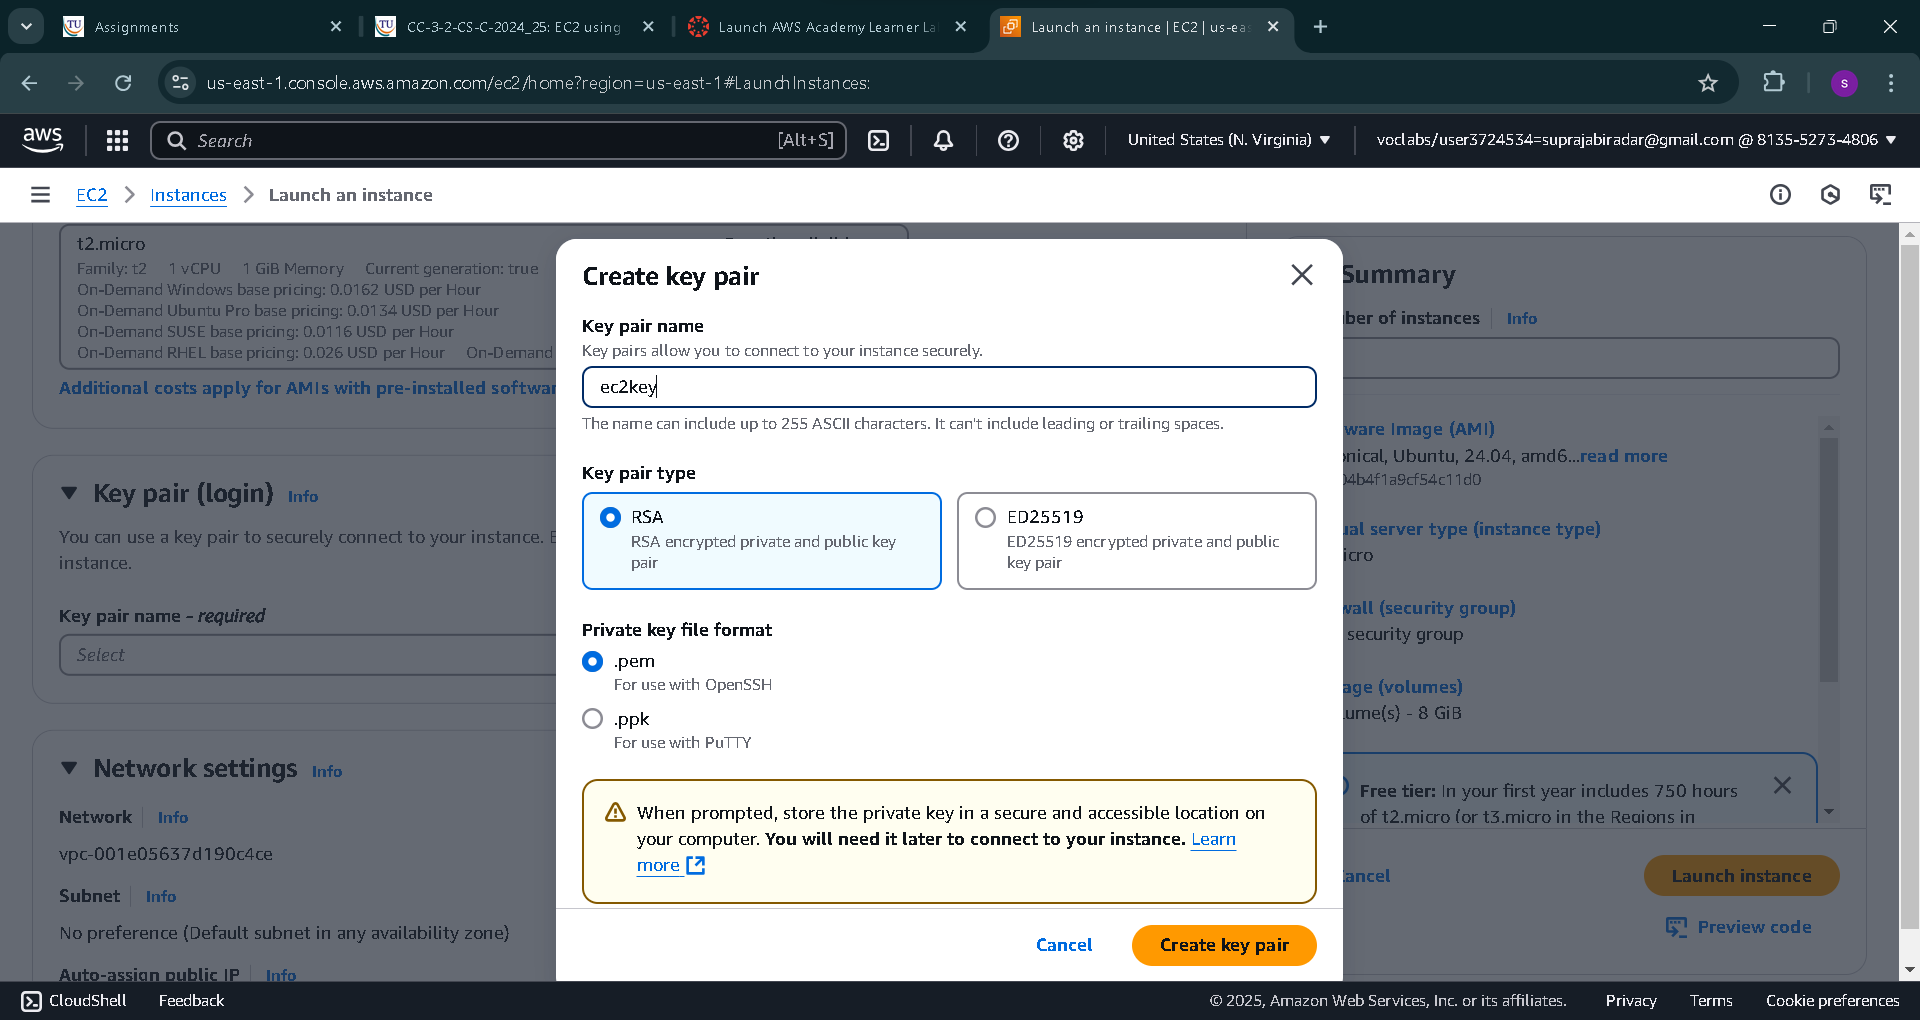 Assignments
CC-3-2-CS-C-2024_25: EC2 using
Launch AWS Academy Learner La
Launch an instance | EC2 | us-eas
us-east-1.console.aws.amazon.com/ec2/home?region=us-east-1#LaunchInstances:
S
aws
Search
[Alt+S]
United States (N. Virginia)
voclabs/user3724534=suprajabiradar@gmail.com @ 8135-5273-4806
EC2 > Instances > Launch an instance
t2.micro
Family: t2 1 vCPU 1 GiB Memory Current generation: true
On-Demand Windows base pricing: 0.0162 USD per Hour
On-Demand Ubuntu Pro base pricing: 0.0134 USD per Hour
On-Demand SUSE base pricing: 0.0116 USD per Hour
On-Demand RHEL base pricing: 0.026 USD per Hour On-Demand
Additional costs apply for AMIs with pre-installed softwar
Key pair (login) Info
You can use a key pair to securely connect to your instance. E
instance.
Key pair name - required
Select
Network settings Info
Network Info
vpc-001e05637d190c4ce
Subnet Info
No preference (Default subnet in any availability zone)
Auto-assign public IP Info
Create key pair
Key pair name
Key pairs allow you to connect to your instance securely.
ec2key
The name can include up to 255 ASCII characters. It can't include leading or trailing spaces.
Key pair type
RSA
RSA encrypted private and public key
pair
ED25519
ED25519 encrypted private and public
key pair
Private key file format
.pem
For use with OpenSSH
.ppk
For use with PuTTY
When prompted, store the private key in a secure and accessible location on
your computer. You will need it later to connect to your instance. Learn
more
Cancel
Create key pair
Summary
ber of instances Info
ware Image (AMI)
onical, Ubuntu, 24.04, amd6...read more
04b4f1a9cf54c11d0
ual server type (instance type)
icro
wall (security group)
security group
age (volumes)
ume(s) - 8 GiB
Free tier: In your first year includes 750 hours
of t2.micro (or t3.micro in the Regions in
ancel
Launch instance
Preview code
CloudShell
Feedback
© 2025, Amazon Web Services, Inc. or its affiliates.
Privacy
Terms
Cookie preferences